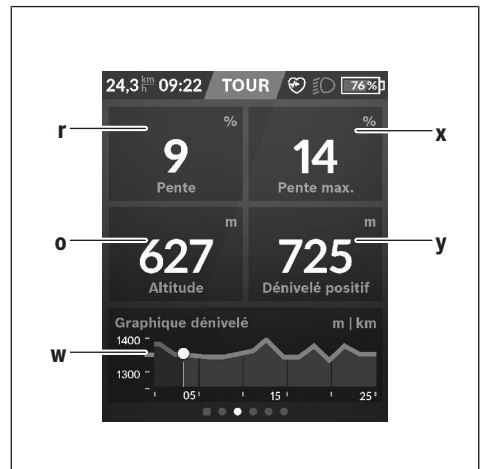 24,3 km/h 09:22 TOUR 76%
r % % x
9 14
Pente Pente max.
o m m y
627 725
Altitude Dénivelé positif
Graphique dénivelé m | km
w 1400
1300
05 15 25